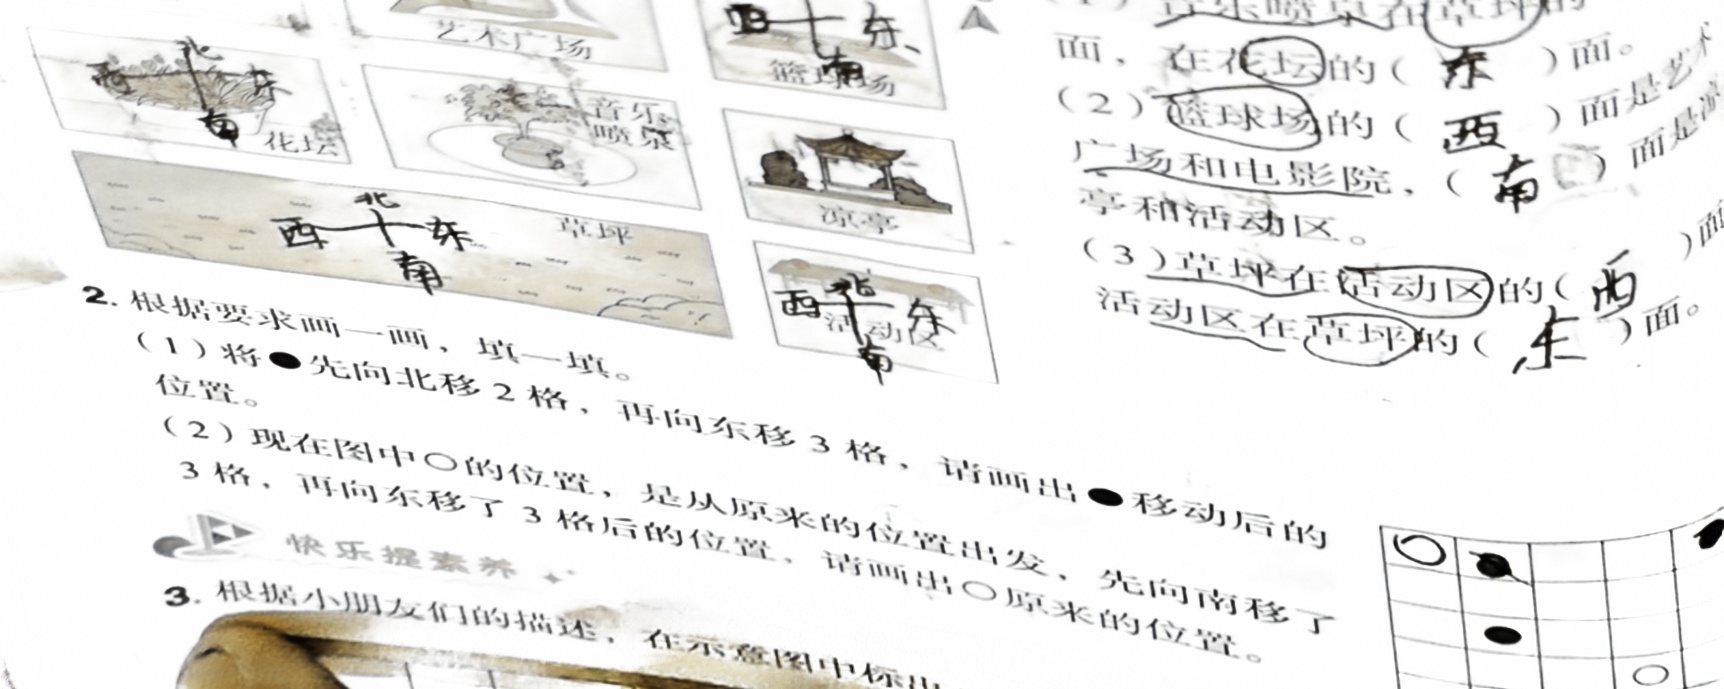 艺术广场
西 东
南
篮球场
北
西 东
南
花坛
音乐
喷泉
凉亭
北
西 东
南
草坪
北
西 东
活动区
南
音乐喷泉在草坪的
面，在花坛的（ 东 ）面。
（2）篮球场的（ 西 ）面是艺术
广场和电影院，（ 南 ）面是凉
亭和活动区。
（3）草坪在活动区的（ 西 ）面
活动区在草坪的（ 东 ）面。
2. 根据要求画一画，填一填。
（1）将●先向北移 2 格，再向东移 3 格，请画出●移动后的
位置。
（2）现在图中○的位置，是从原来的位置出发，先向南移了
3 格，再向东移了 3 格后的位置，请画出○原来的位置。
快乐提素养
3. 根据小朋友们的描述，在示意图中标出